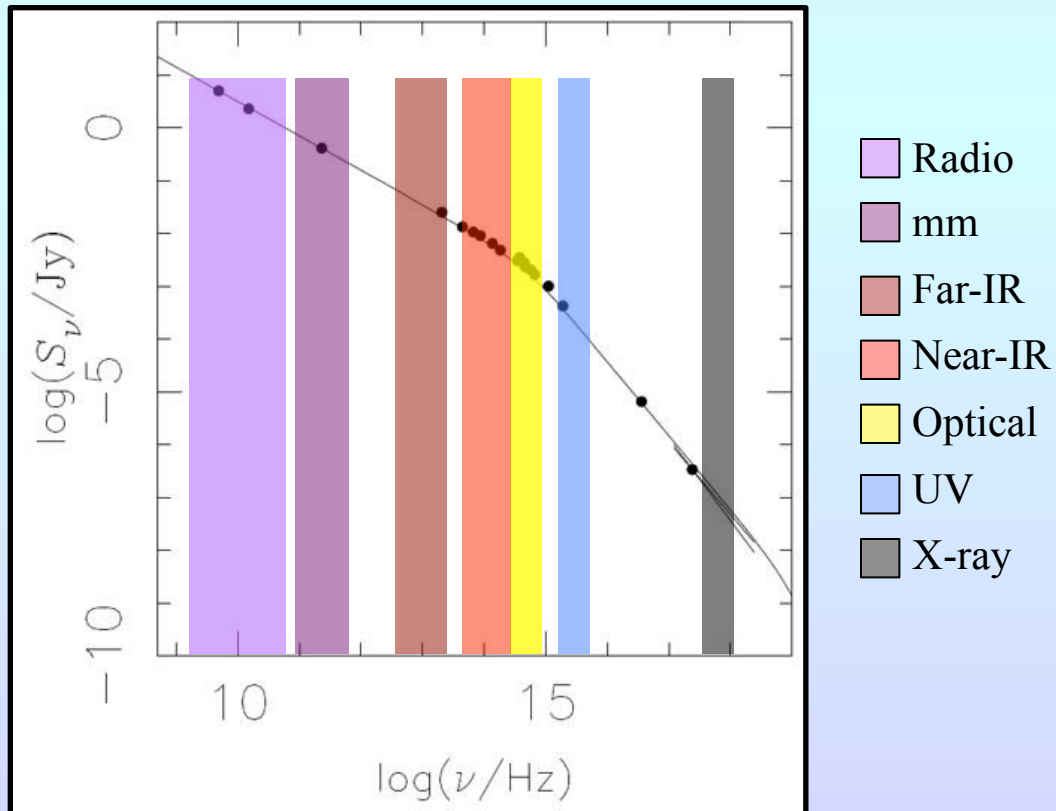 0
−5
−10
log(Sν/Jy)
10
15
log(ν/Hz)
Radio
mm
Far-IR
Near-IR
Optical
UV
X-ray